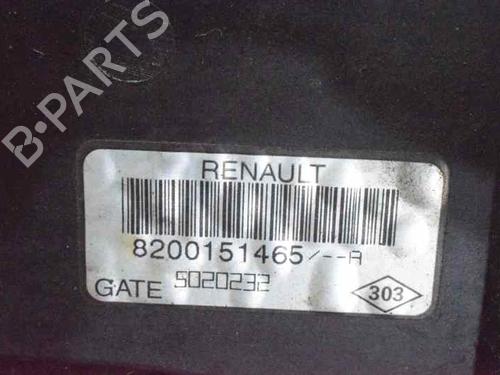 B-PARTS
RENAULT
8200151465/--A
GATE 5020232
303